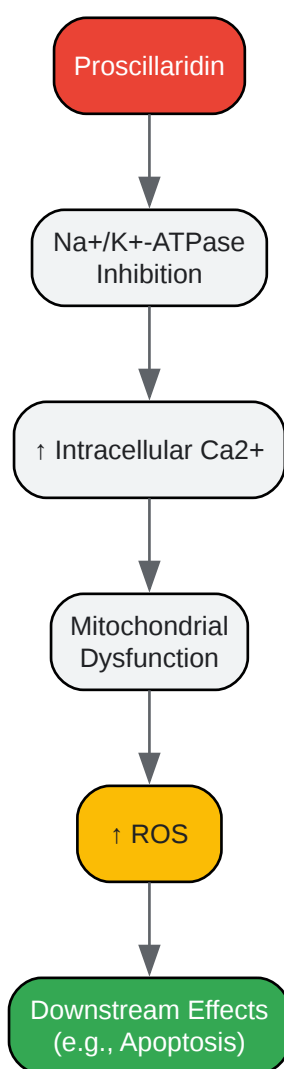 Proscillaridin
Na+/K+-ATPase
Inhibition
↑ Intracellular Ca2+
Mitochondrial
Dysfunction
↑ ROS
Downstream Effects
(e.g., Apoptosis)